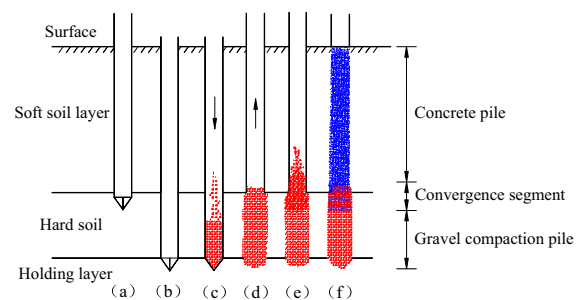 Surface
Soft soil layer
Hard soil
Holding layer
(a) (b) (c) (d) (e) (f)
Concrete pile
Convergence segment
Gravel compaction pile